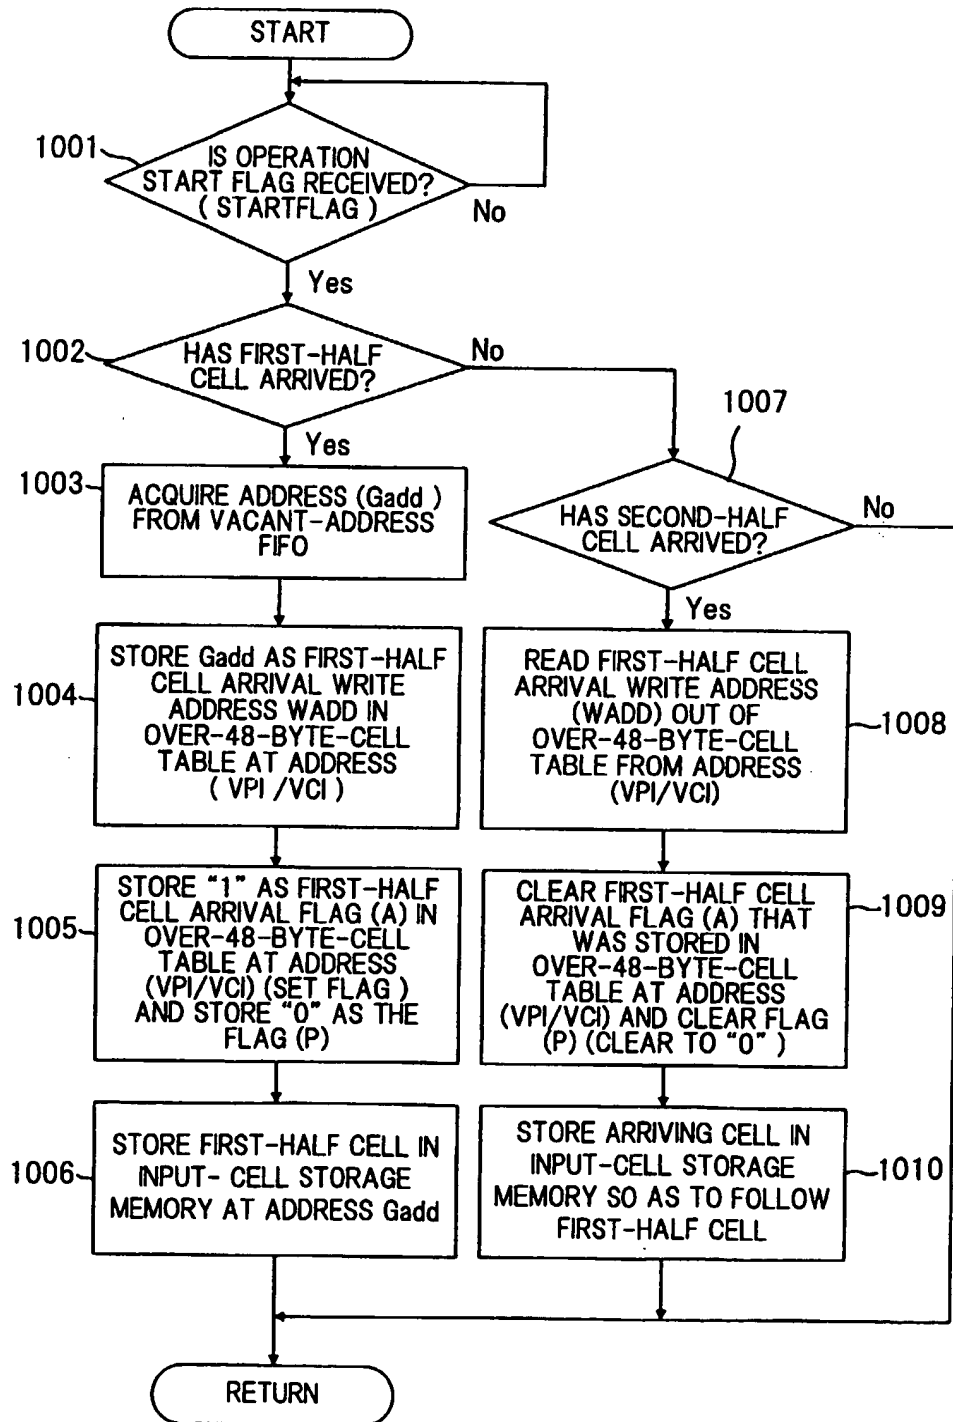 START
1001
IS OPERATION
START FLAG RECEIVED?
( STARTFLAG )
No
Yes
1002
HAS FIRST-HALF
CELL ARRIVED?
No
Yes
1007
HAS SECOND-HALF
CELL ARRIVED?
No
Yes
1003
ACQUIRE ADDRESS (Gadd )
FROM VACANT-ADDRESS
FIFO
1004
STORE Gadd AS FIRST-HALF
CELL ARRIVAL WRITE
ADDRESS WADD IN
OVER-48-BYTE-CELL
TABLE AT ADDRESS
( VPI /VCI )
1005
STORE “1” AS FIRST-HALF
CELL ARRIVAL FLAG (A) IN
OVER-48-BYTE-CELL
TABLE AT ADDRESS
(VPI/VCI) (SET FLAG )
AND STORE “0” AS THE
FLAG (P)
1006
STORE FIRST-HALF CELL IN
INPUT- CELL STORAGE
MEMORY AT ADDRESS Gadd
READ FIRST-HALF CELL
ARRIVAL WRITE ADDRESS
(WADD) OUT OF
OVER-48-BYTE-CELL
TABLE FROM ADDRESS
(VPI/VCI)
1008
CLEAR FIRST-HALF CELL
ARRIVAL FLAG (A) THAT
WAS STORED IN
OVER-48-BYTE-CELL
TABLE AT ADDRESS
(VPI/VCI) AND CLEAR FLAG
(P) (CLEAR TO “0” )
1009
STORE ARRIVING CELL IN
INPUT-CELL STORAGE
MEMORY SO AS TO FOLLOW
FIRST-HALF CELL
1010
RETURN